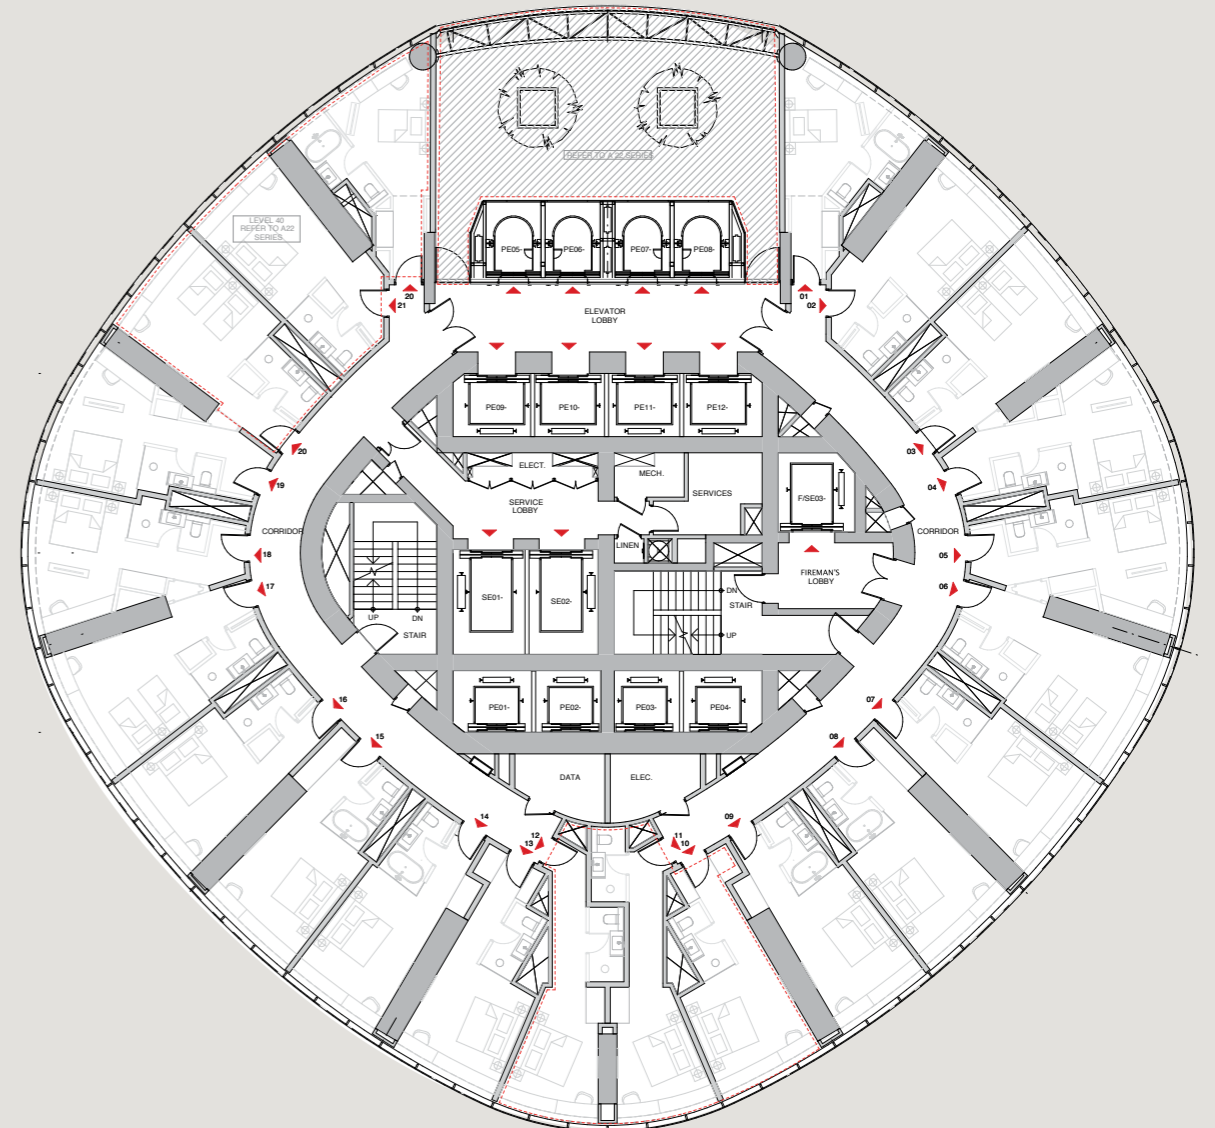 REFER TO A 22 SERIES
LEVEL 40
REFER TO A22
SERIES
PE05-
PE06-
PE07-
PE08-
20
21
01
02
ELEVATOR
LOBBY
PE09-
PE10-
PE11-
PE12-
20
03
19
04
ELECT.
MECH.
SERVICES
F/SE03-
SERVICE
LOBBY
CORRIDOR
CORRIDOR
LINEN
18
05
17
06
FIREMAN'S
LOBBY
SE01-
SE02-
DN
STAIR
UP
UP
DN
STAIR
16
07
PE01-
PE02-
PE03-
PE04-
15
08
DATA
ELEC.
14
09
12
13
11
10